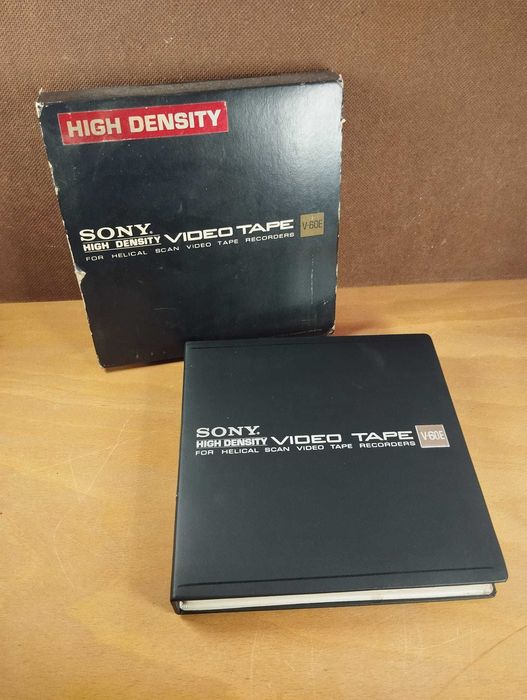 HIGH DENSITY
SONY.
HIGH DENSITY VIDEO TAPE V-60E
FOR HELICAL SCAN VIDEO TAPE RECORDERS
SONY.
HIGH DENSITY VIDEO TAPE V-60E
FOR HELICAL SCAN VIDEO TAPE RECORDERS